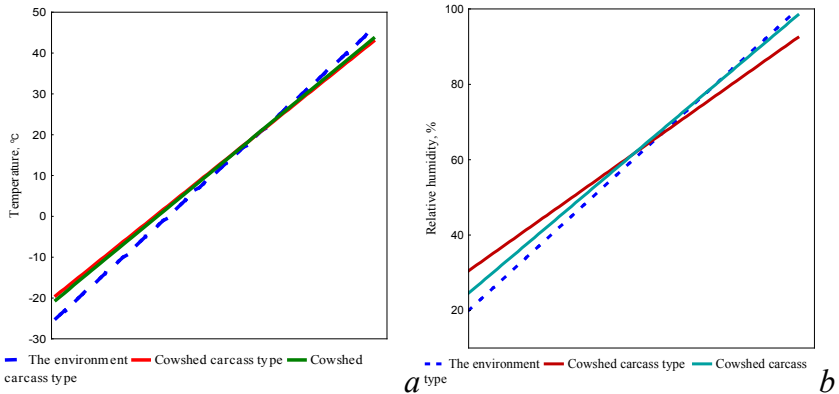 50
40
30
20
10
0
-10
-20
-30
Temperature, °C
The environment Cowshed carcass type Cowshed
carcass type
a
100
80
60
40
20
Relative humidity, %
The environment Cowshed carcass type Cowshed carcass
type
b